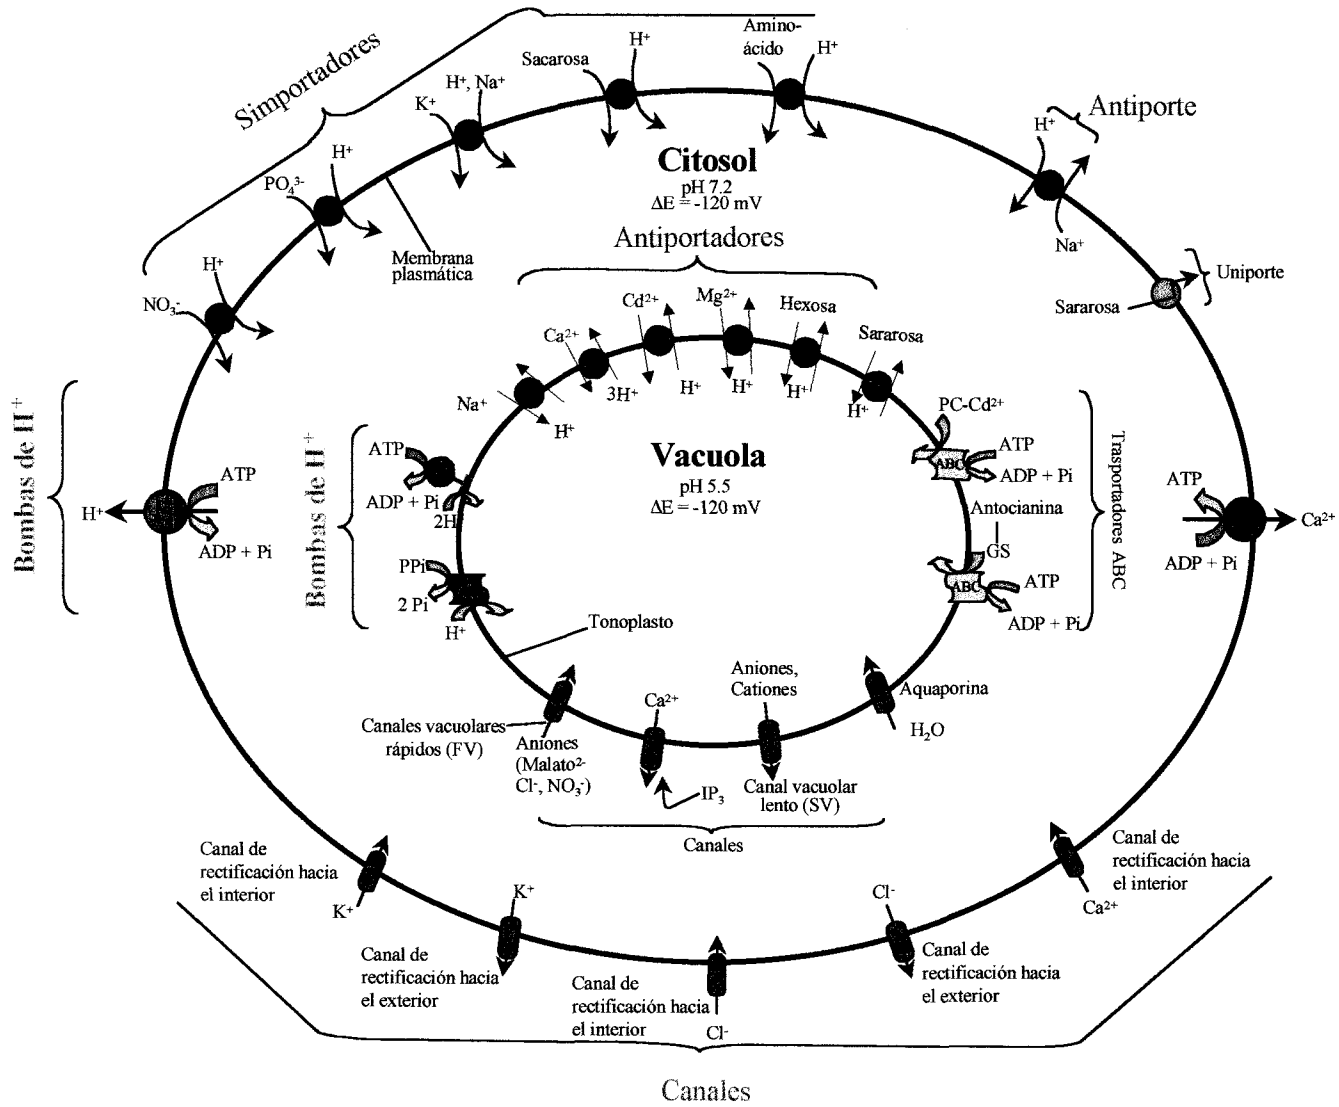 Simportadores
Sacarosa
H⁺
Amino-
ácido
H⁺
H⁺, Na⁺
K⁺
H⁺
PO₄³⁻
H⁺
NO₃⁻
Membrana
plasmática
Citosol
pH 7.2
ΔE = -120 mV
Antiporte
H⁺
Na⁺
Uniporte
Sararosa
Antiportadores
Na⁺
H⁺
Ca²⁺
3H⁺
Cd²⁺
H⁺
Mg²⁺
H⁺
Hexosa
H⁺
Sararosa
H⁺
Vacuola
pH 5.5
ΔE = -120 mV
Bombas de H⁺
H⁺
ATP
ADP + Pi
Bombas de H⁺
ATP
ADP + Pi
2H
PPi
2 Pi
H⁺
PC-Cd²⁺
ABC
ATP
ADP + Pi
Antocianina
GS
ABC
ATP
ADP + Pi
Trasportadores ABC
ATP
ADP + Pi
Ca²⁺
Tonoplasto
Canales vacuolares
rápidos (FV)
Aniones
(Malato²⁻
Cl⁻, NO₃⁻)
Ca²⁺
IP₃
Aniones,
Cationes
Canal vacuolar
lento (SV)
Aquaporina
H₂O
Canales
Canal de
rectificación hacia
el interior
K⁺
K⁺
Canal de
rectificación hacia
el exterior
Canal de
rectificación hacia
el interior
Cl⁻
Cl⁻
Canal de
rectificación hacia
el exterior
Canal de
rectificación hacia
el interior
Ca²⁺
Canales